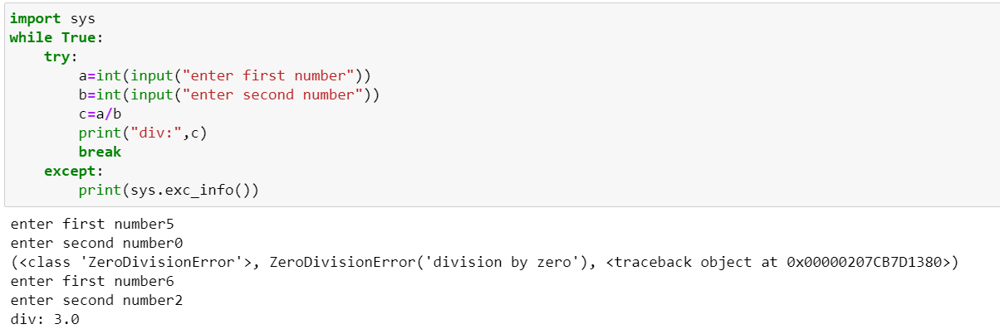 import sys
while True:
    try:
        a=int(input("enter first number"))
        b=int(input("enter second number"))
        c=a/b
        print("div:",c)
        break
    except:
        print(sys.exc_info())
enter first number5
enter second number0
(<class 'ZeroDivisionError'>, ZeroDivisionError('division by zero'), <traceback object at 0x00000207CB7D1380>)
enter first number6
enter second number2
div: 3.0